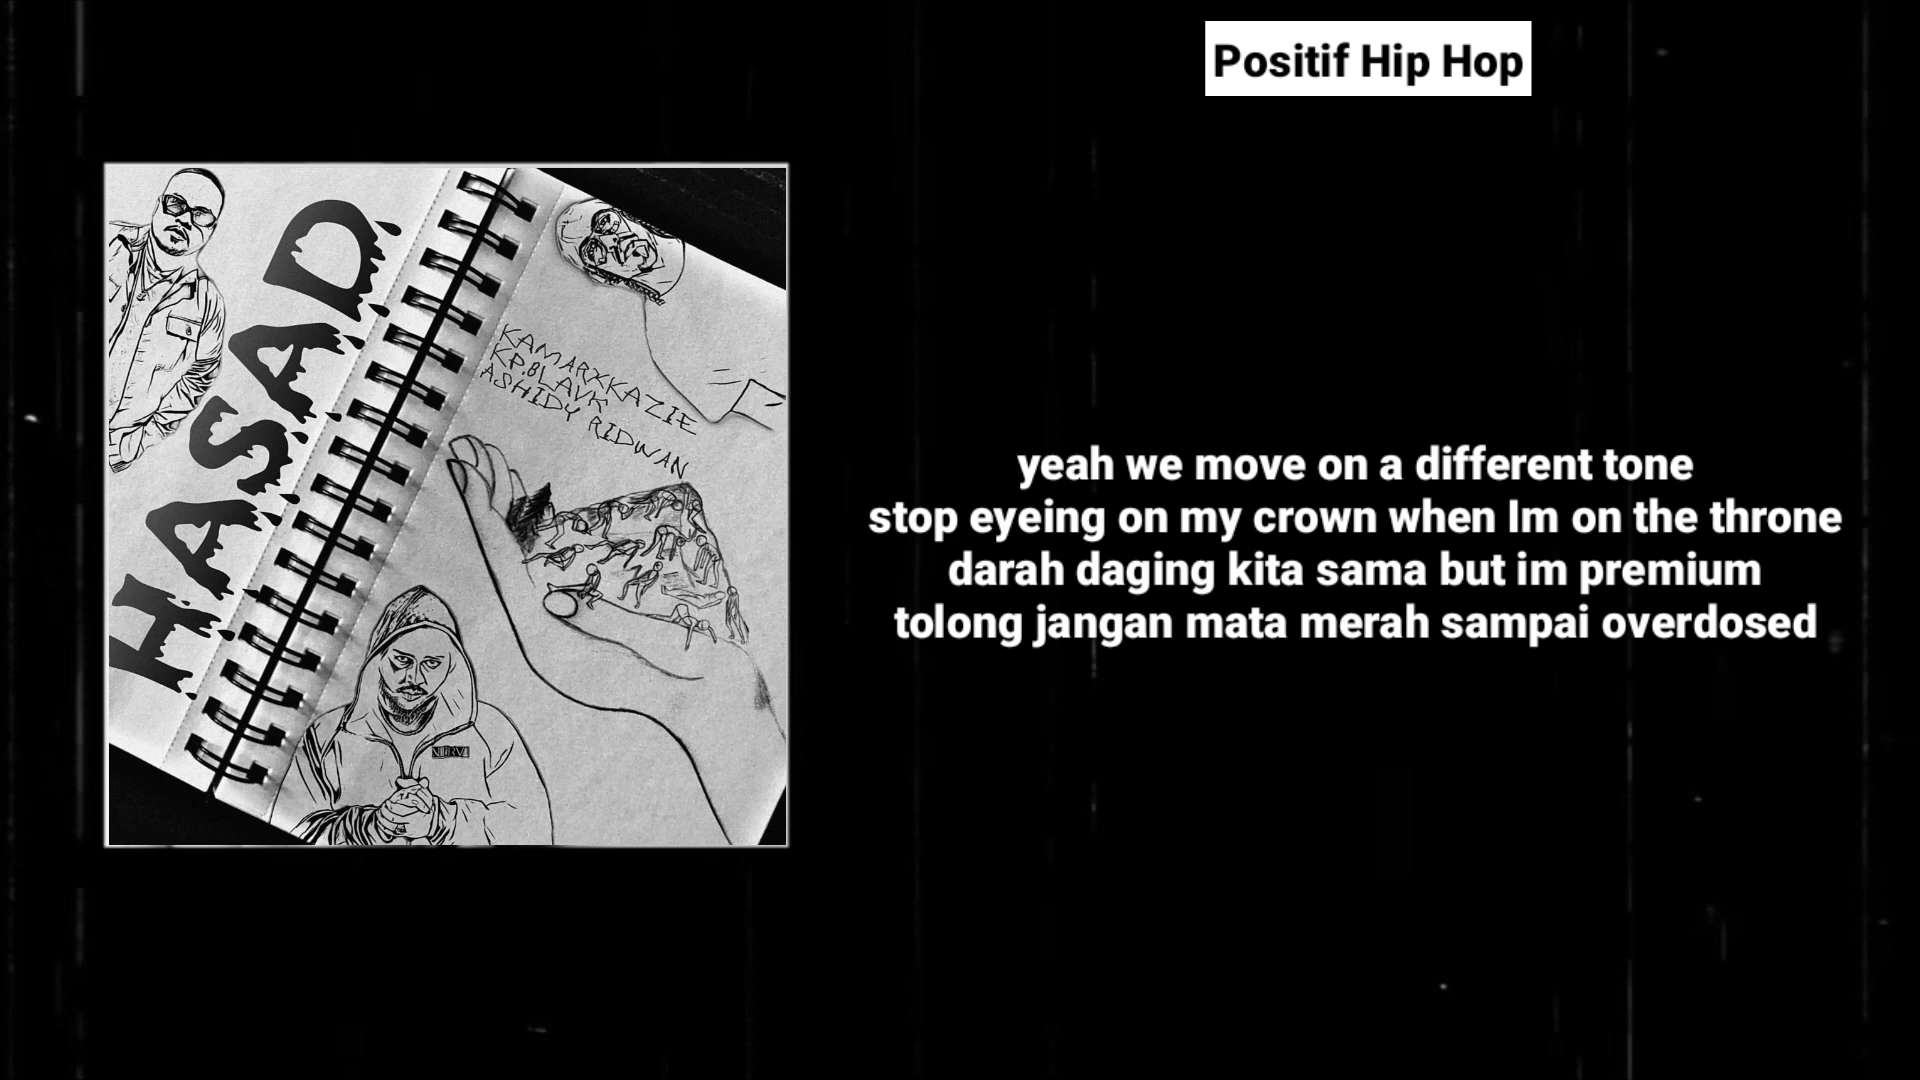 Positif Hip Hop
HASAD
KAMARXKAZIE
KP.BLAVK
ASHIDY RIDWAN
yeah we move on a different tone
stop eyeing on my crown when Im on the throne
darah daging kita sama but im premium
tolong jangan mata merah sampai overdosed